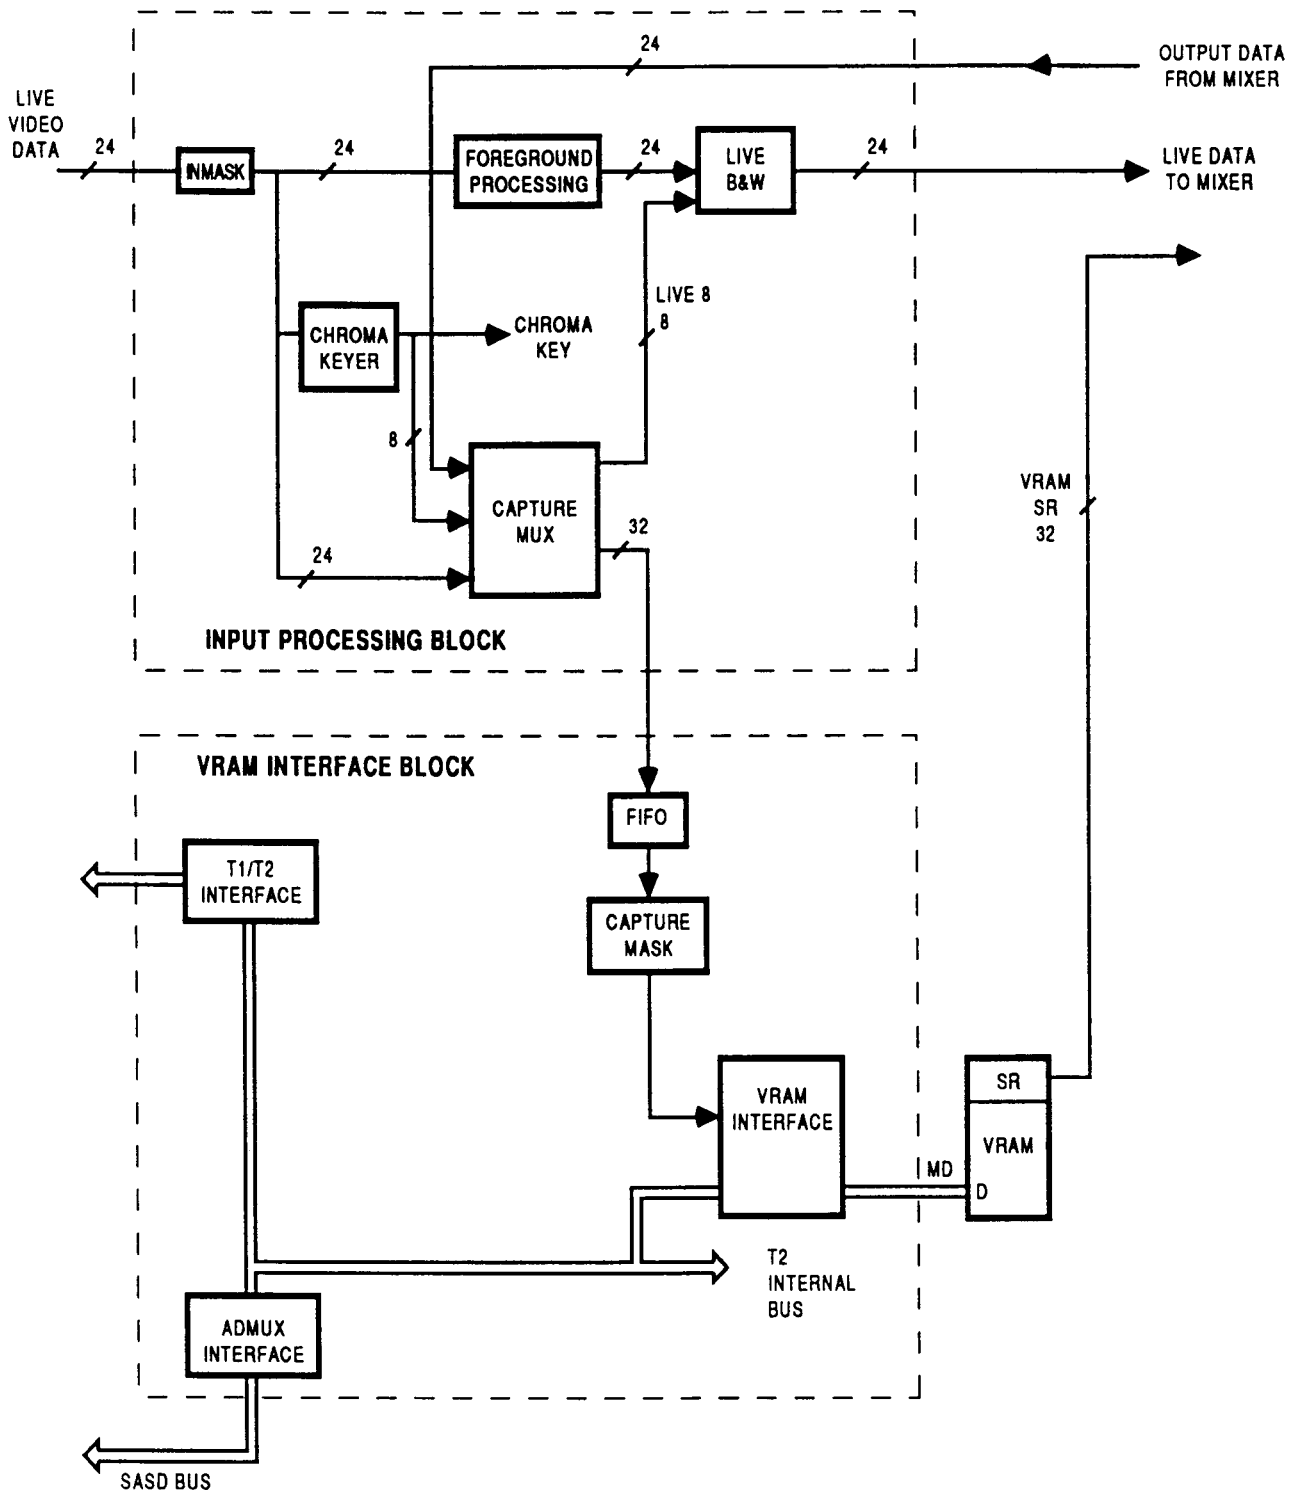 24
OUTPUT DATA
FROM MIXER
LIVE
VIDEO
DATA
24
INMASK
24
FOREGROUND
PROCESSING
24
LIVE
B&W
24
LIVE DATA
TO MIXER
LIVE 8
8
CHROMA
KEYER
CHROMA
KEY
8
CAPTURE
MUX
32
24
VRAM
SR
32
INPUT PROCESSING BLOCK
VRAM INTERFACE BLOCK
FIFO
T1/T2
INTERFACE
CAPTURE
MASK
VRAM
INTERFACE
SR
VRAM
MD
D
T2
INTERNAL
BUS
ADMUX
INTERFACE
SASD BUS